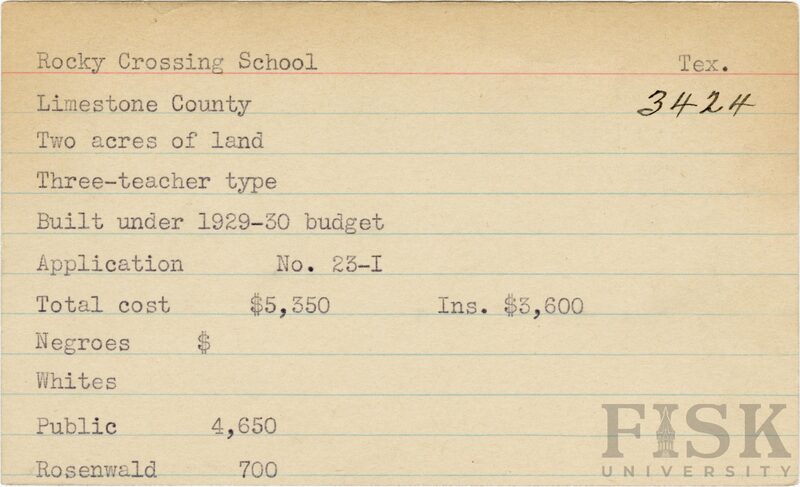 Rocky Crossing School Tex.
Limestone County 3424
Two acres of land
Three-teacher type
Built under 1929-30 budget
Application No. 23-I
Total cost $5,350 Ins. $3,600
Negroes $
Whites
Public 4,650
Rosenwald 700
FISK
UNIVERSITY